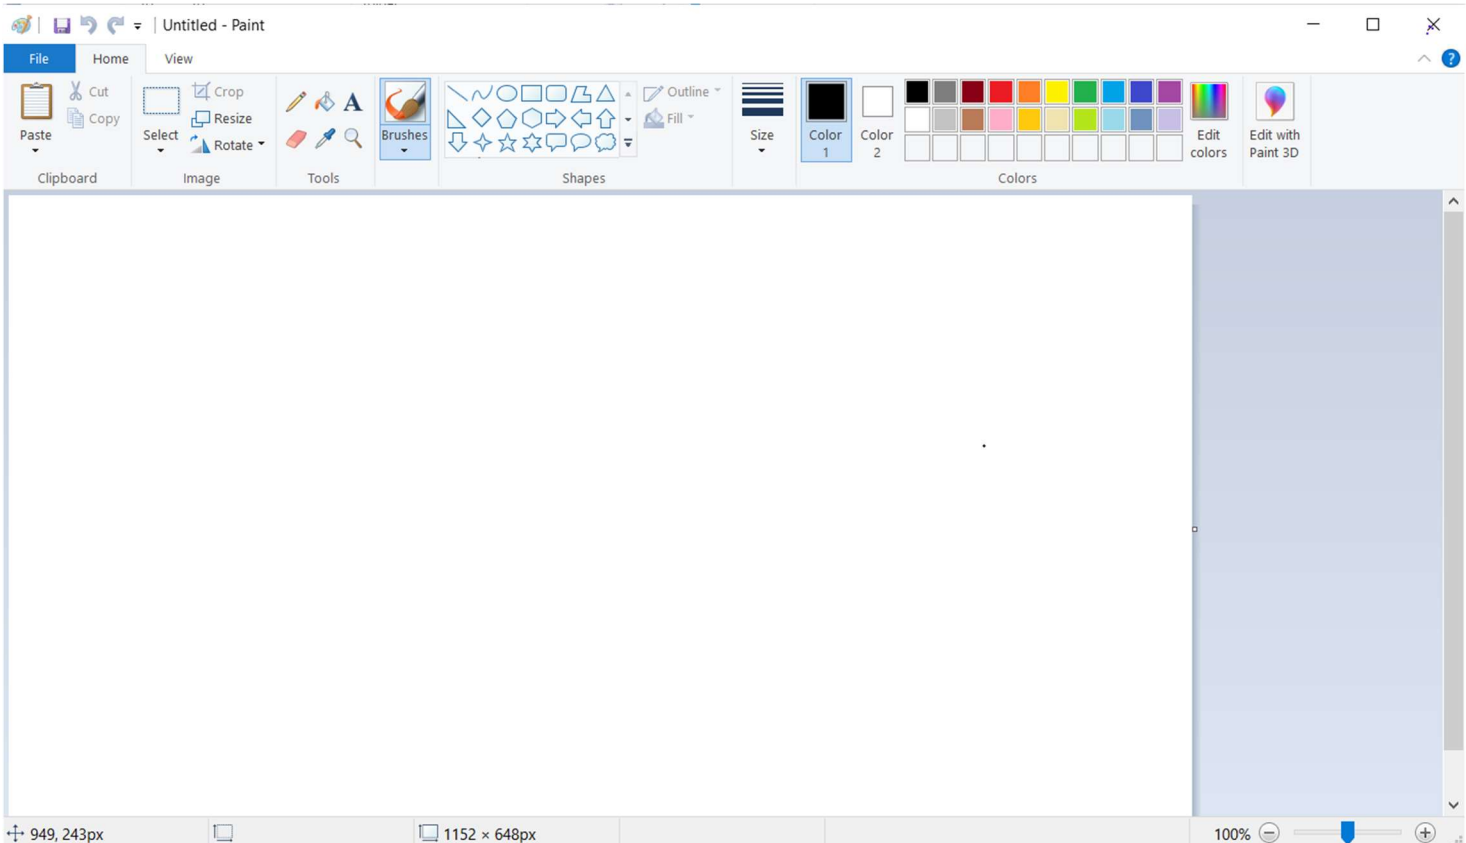 Untitled - Paint
File Home View
Cut
Copy
Paste
Crop
Resize
Rotate
Select
A
Brushes
Outline
Fill
Size
Color 1
Color 2
Edit colors
Edit with Paint 3D
Clipboard Image Tools Shapes Colors
949, 243px 1152 × 648px 100%